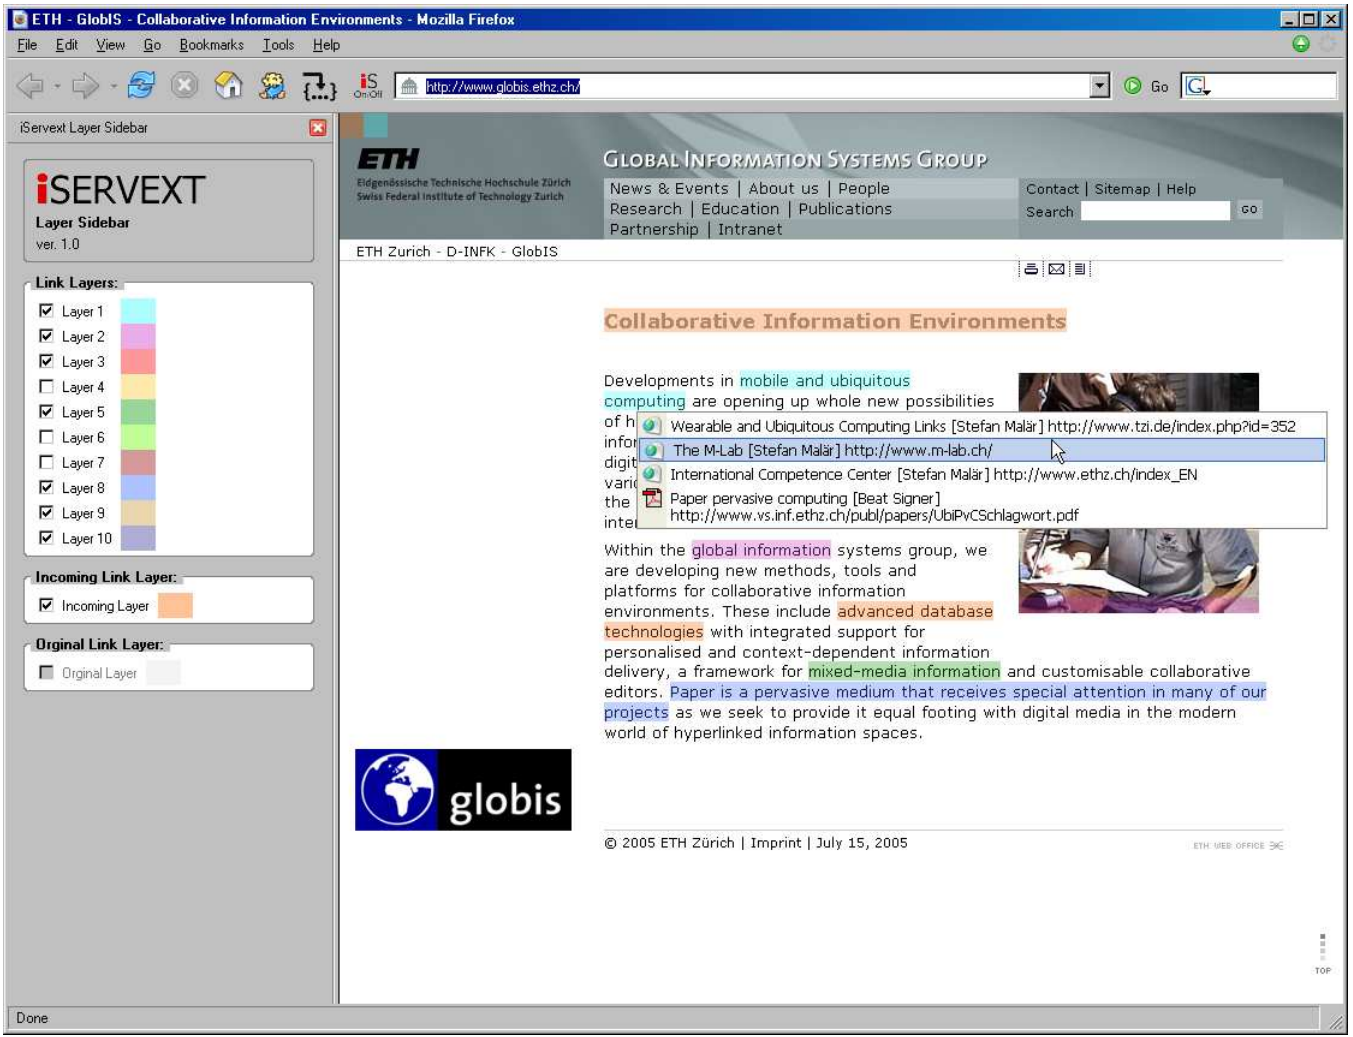 ETH - GlobIS - Collaborative Information Environments - Mozilla Firefox
File Edit View Go Bookmarks Tools Help
iS
On/Off
http://www.globis.ethz.ch/
Go
G
iServext Layer Sidebar
iSERVEXT
Layer Sidebar
ver. 1.0
Link Layers:
Layer 1
Layer 2
Layer 3
Layer 4
Layer 5
Layer 6
Layer 7
Layer 8
Layer 9
Layer 10
Incoming Link Layer:
Incoming Layer
Orginal Link Layer:
Orginal Layer
ETH
Eidgenössische Technische Hochschule Zürich
Swiss Federal Institute of Technology Zurich
GLOBAL INFORMATION SYSTEMS GROUP
News & Events | About us | People
Research | Education | Publications
Partnership | Intranet
Contact | Sitemap | Help
Search GO
ETH Zurich - D-INFK - GlobIS
Collaborative Information Environments
Developments in mobile and ubiquitous
computing are opening up whole new possibilities
of h
infor
digit
vario
the
inter
Wearable and Ubiquitous Computing Links [Stefan Malär] http://www.tzi.de/index.php?id=352
The M-Lab [Stefan Malär] http://www.m-lab.ch/
International Competence Center [Stefan Malär] http://www.ethz.ch/index_EN
Paper pervasive computing [Beat Signer]
http://www.vs.inf.ethz.ch/publ/papers/UbiPvCSchlagwort.pdf
Within the global information systems group, we
are developing new methods, tools and
platforms for collaborative information
environments. These include advanced database
technologies with integrated support for
personalised and context-dependent information
delivery, a framework for mixed-media information and customisable collaborative
editors. Paper is a pervasive medium that receives special attention in many of our
projects as we seek to provide it equal footing with digital media in the modern
world of hyperlinked information spaces.
globis
© 2005 ETH Zürich | Imprint | July 15, 2005
ETH WEB OFFICE
TOP
Done